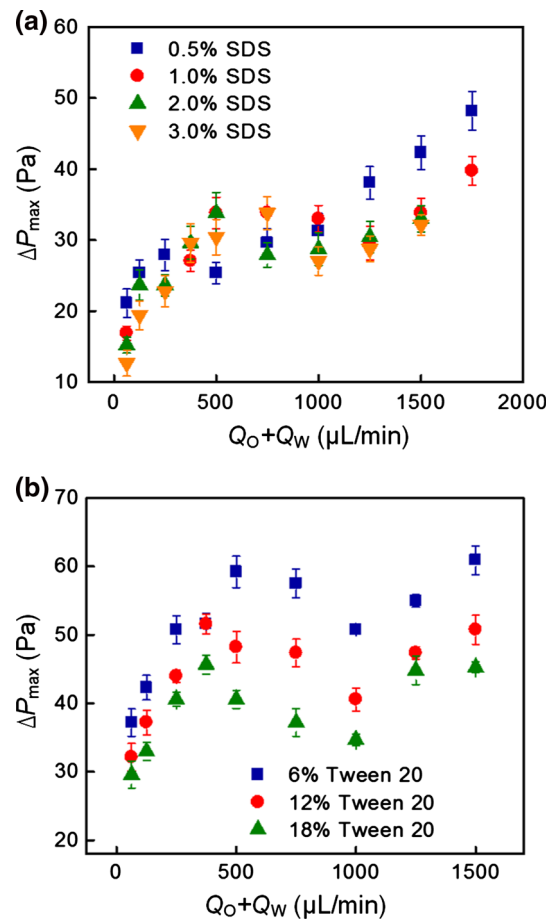 (a)
60
50
40
30
20
10
ΔPmax (Pa)
0.5% SDS
1.0% SDS
2.0% SDS
3.0% SDS
0 500 1000 1500 2000
QO+QW (µL/min)
(b)
70
60
50
40
30
20
ΔPmax (Pa)
6% Tween 20
12% Tween 20
18% Tween 20
0 500 1000 1500
QO+QW (µL/min)